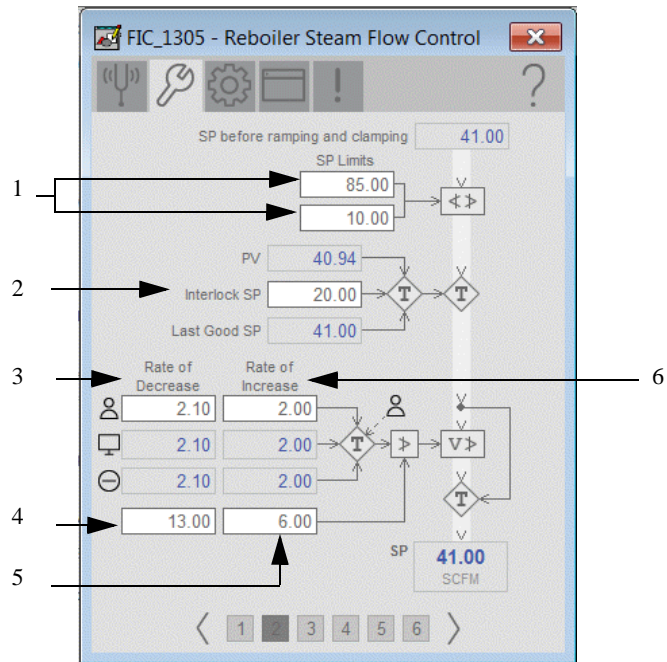 FIC_1305 - Reboiler Steam Flow Control
SP before ramping and clamping 41.00
SP Limits
1
85.00
10.00
PV 40.94
2
Interlock SP 20.00
T T
Last Good SP 41.00
3
Rate of Decrease
Rate of Increase
6
2.10 2.00
2.10 2.00
T
2.10 2.00
T
4
13.00 6.00
5
SP 41.00
SCFM
1 2 3 4 5 6